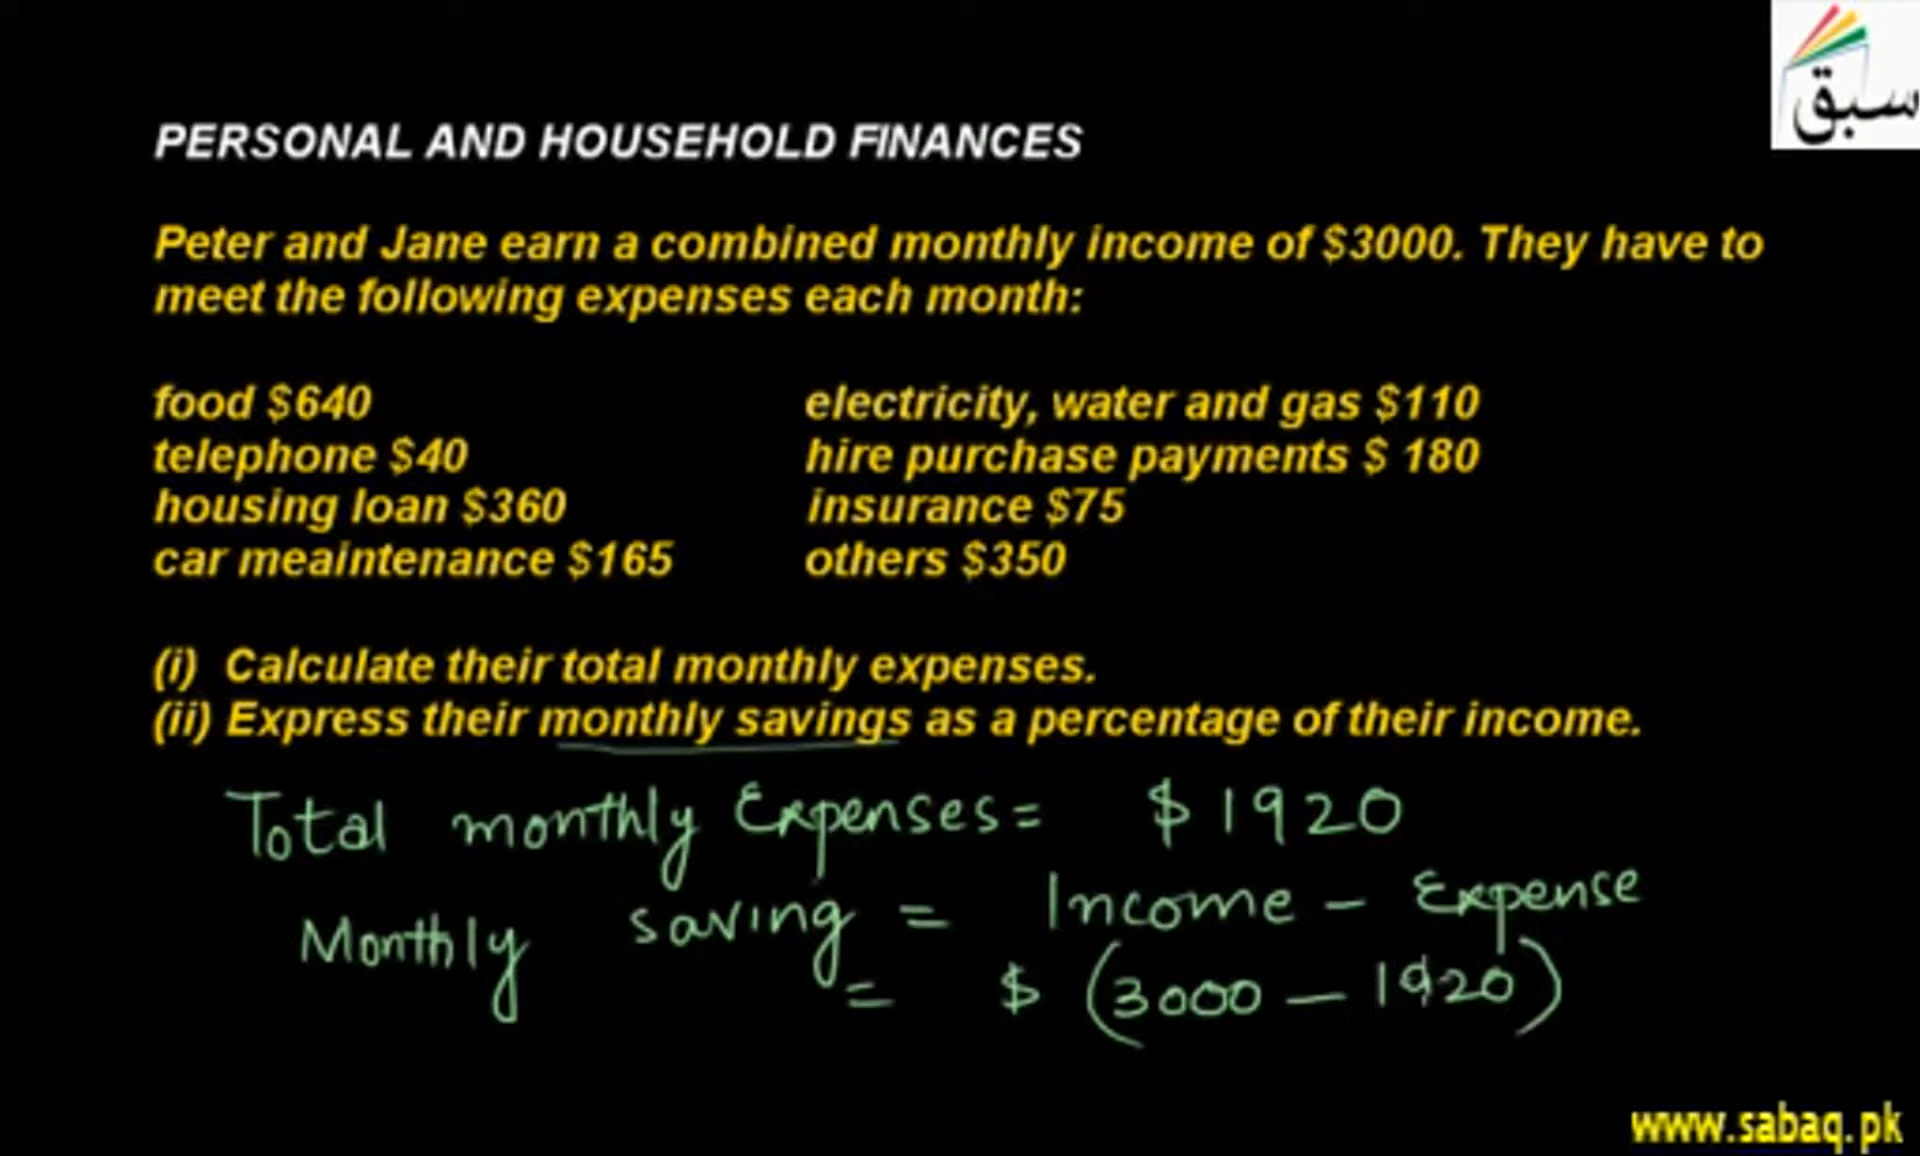 سبق
PERSONAL AND HOUSEHOLD FINANCES
Peter and Jane earn a combined monthly income of $3000. They have to
meet the following expenses each month:
food $640 electricity, water and gas $110
telephone $40 hire purchase payments $ 180
housing loan $360 insurance $75
car meaintenance $165 others $350
(i) Calculate their total monthly expenses.
(ii) Express their monthly savings as a percentage of their income.
Total monthly Expenses = $ 1920
Monthly saving = Income - Expense
= $ (3000 - 1920)
www.sabaq.pk